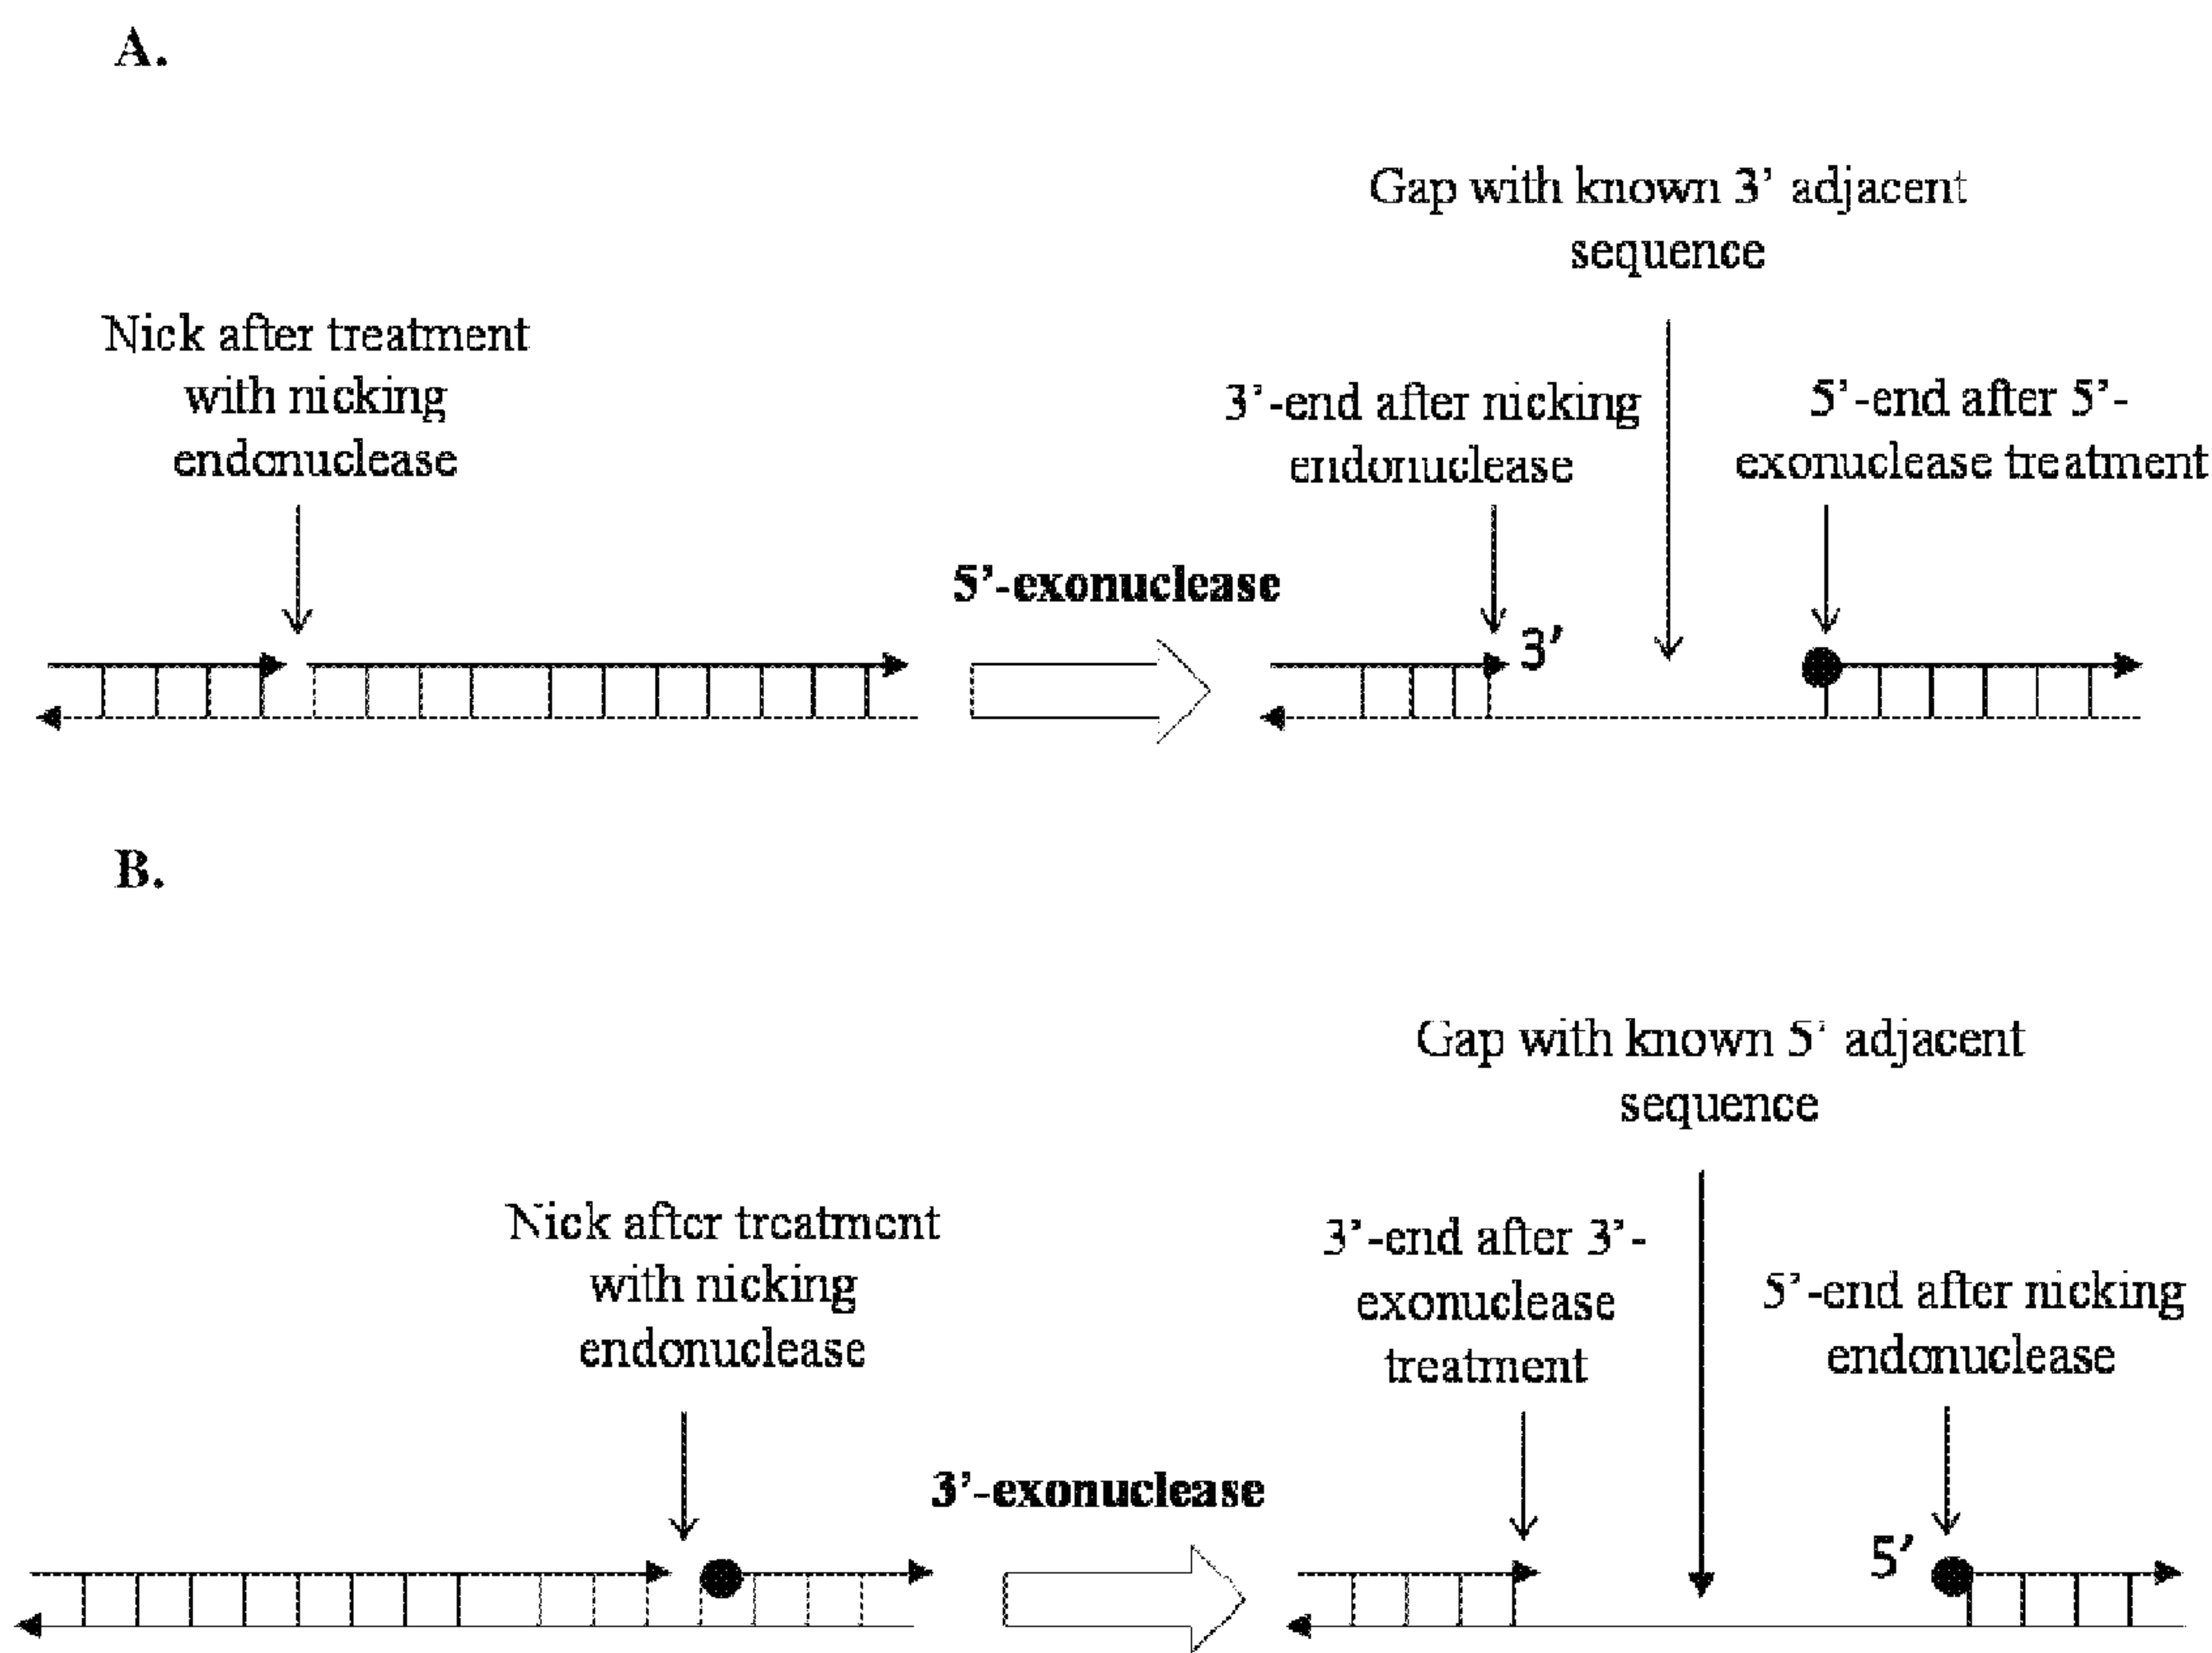 A.
Gap with known 3’ adjacent
sequence
Nick after treatment
with nicking
endonuclease
3’-end after nicking
endonuclease
5’-end after 5’-
exonuclease treatment
5’-exonuclease
3’
B.
Gap with known 5’ adjacent
sequence
Nick after treatment
with nicking
endonuclease
3’-end after 3’-
exonuclease
treatment
5’-end after nicking
endonuclease
3’-exonuclease
5’